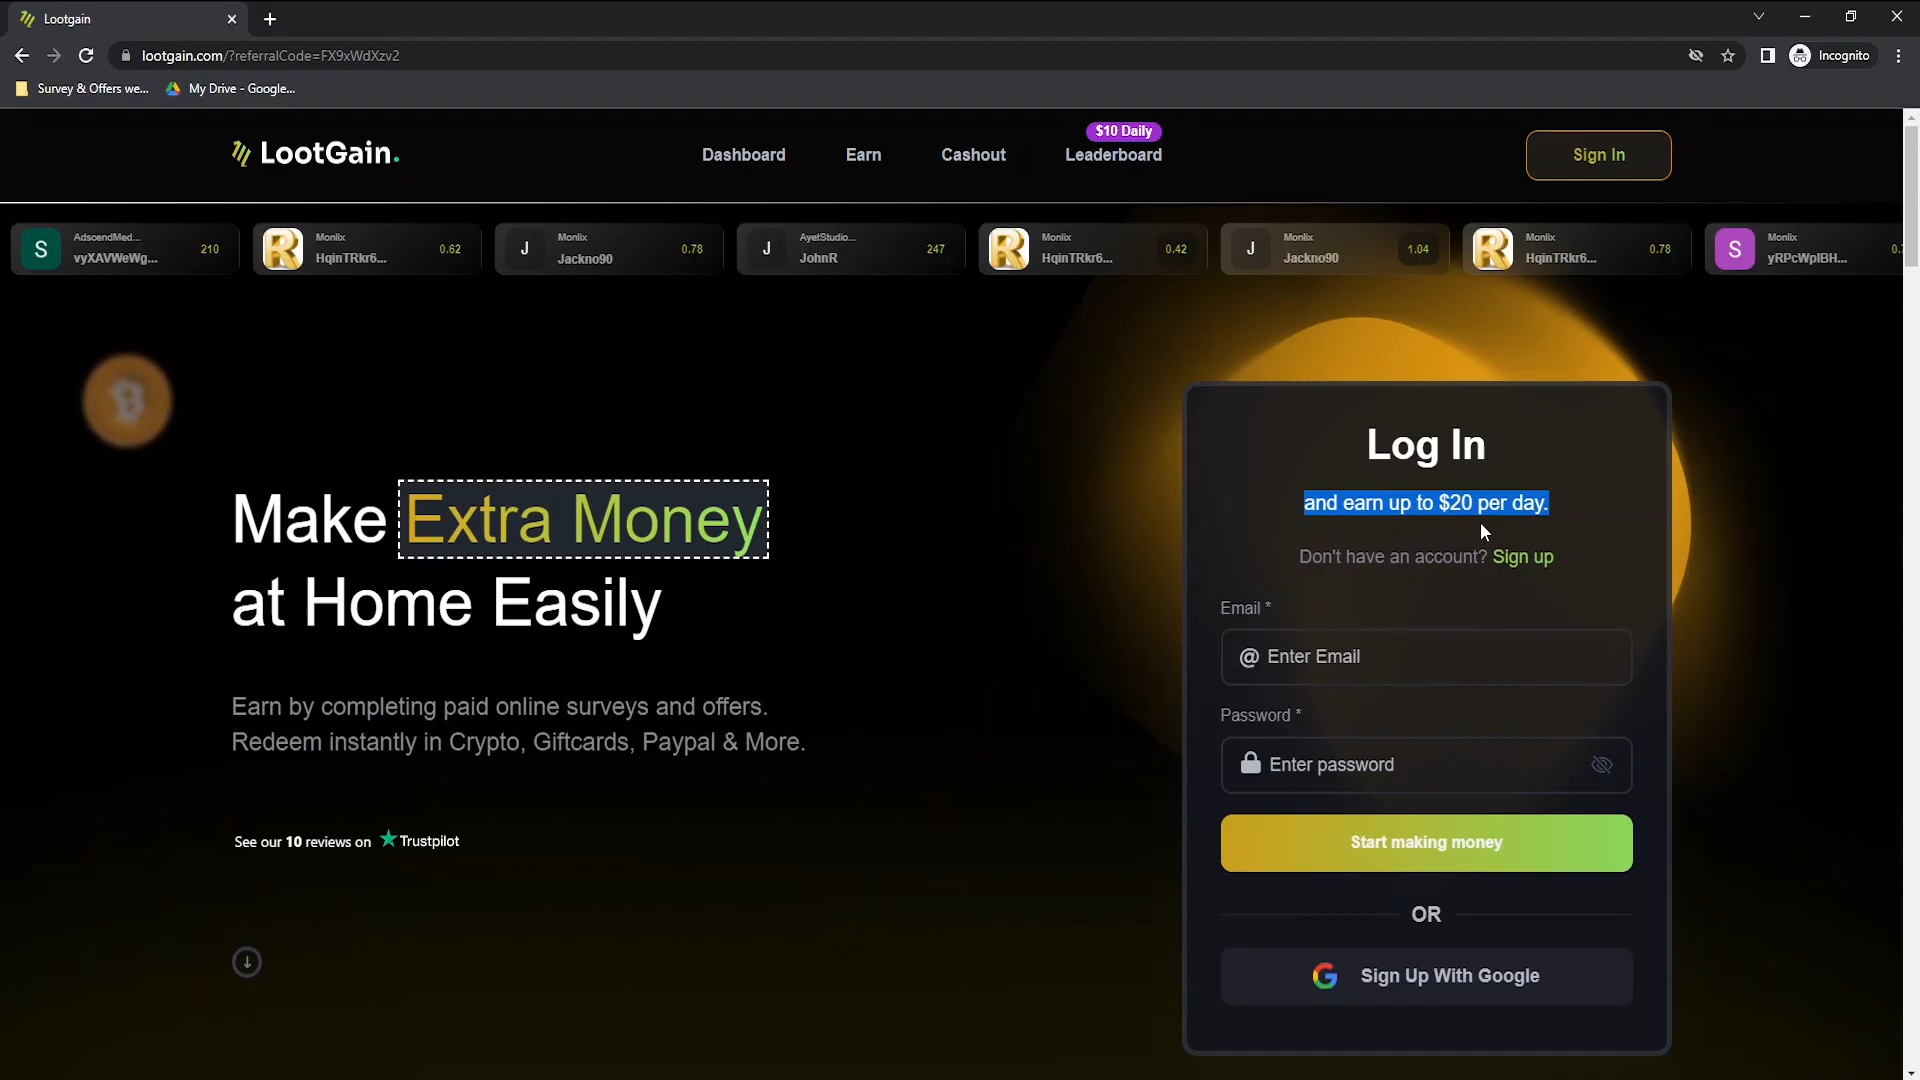 Lootgain
lootgain.com/?referralCode=FX9xWdXzv2
Incognito
Survey & Offers we...
My Drive - Google...
LootGain.
Dashboard
Earn
Cashout
$10 Daily
Leaderboard
Sign In
S
AdscendMed...
vyXAVWeWg...
210
Monlix
HqinTRkr6...
0.62
J
Monlix
Jackno90
0.78
J
AyetStudio...
JohnR
247
Monlix
HqinTRkr6...
0.42
J
Monlix
Jackno90
1.04
Monlix
HqinTRkr6...
0.78
S
Monlix
yRPcWplBH...
Make Extra Money
at Home Easily
Earn by completing paid online surveys and offers.
Redeem instantly in Crypto, Giftcards, Paypal & More.
See our 10 reviews on Trustpilot
Log In
and earn up to $20 per day.
Don't have an account? Sign up
Email *
@ Enter Email
Password *
Enter password
Start making money
OR
Sign Up With Google